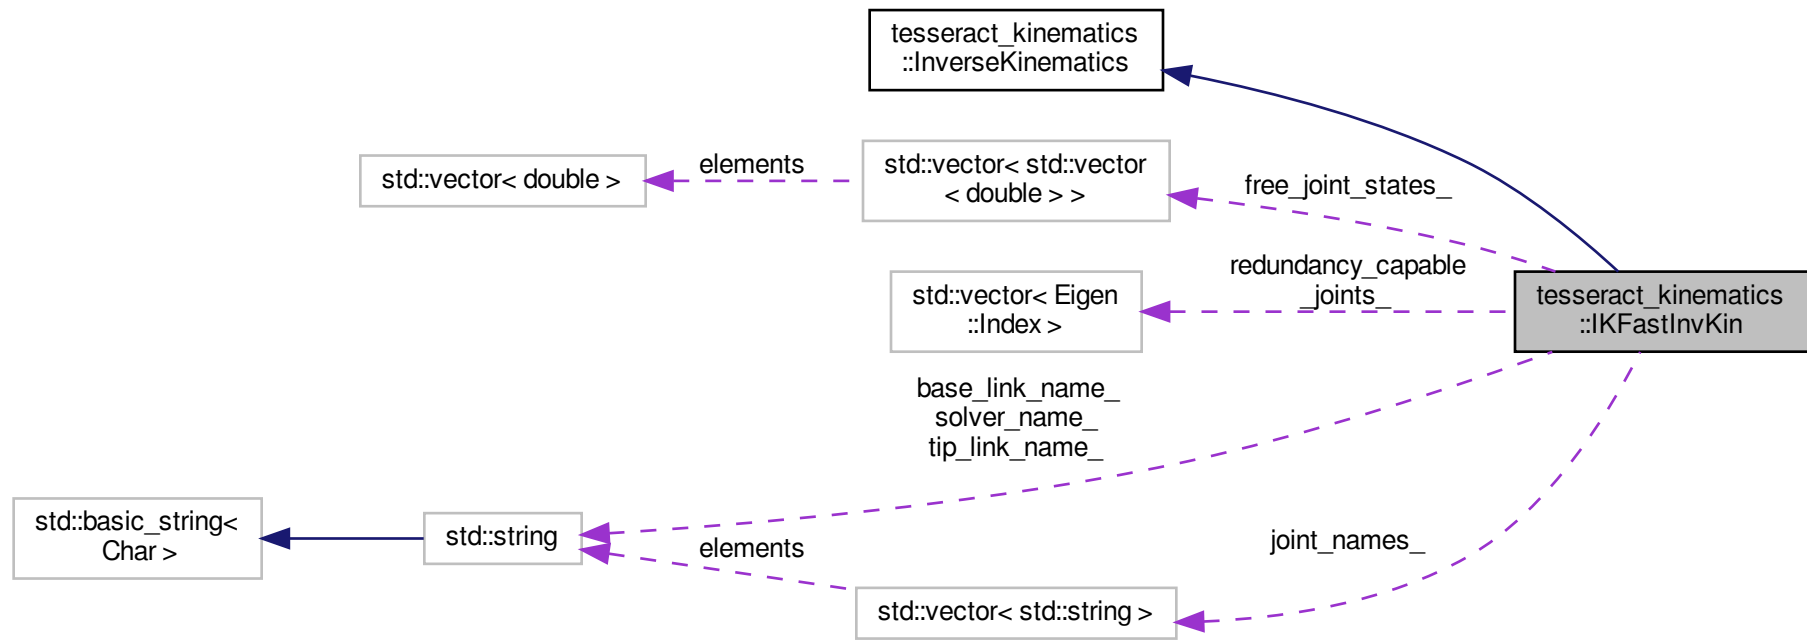 tesseract_kinematics
::InverseKinematics
std::vector< double >
elements
std::vector< std::vector
< double > >
free_joint_states_
std::vector< Eigen
::Index >
redundancy_capable
_joints_
tesseract_kinematics
::IKFastInvKin
base_link_name_
solver_name_
tip_link_name_
std::basic_string<
Char >
std::string
elements
joint_names_
std::vector< std::string >